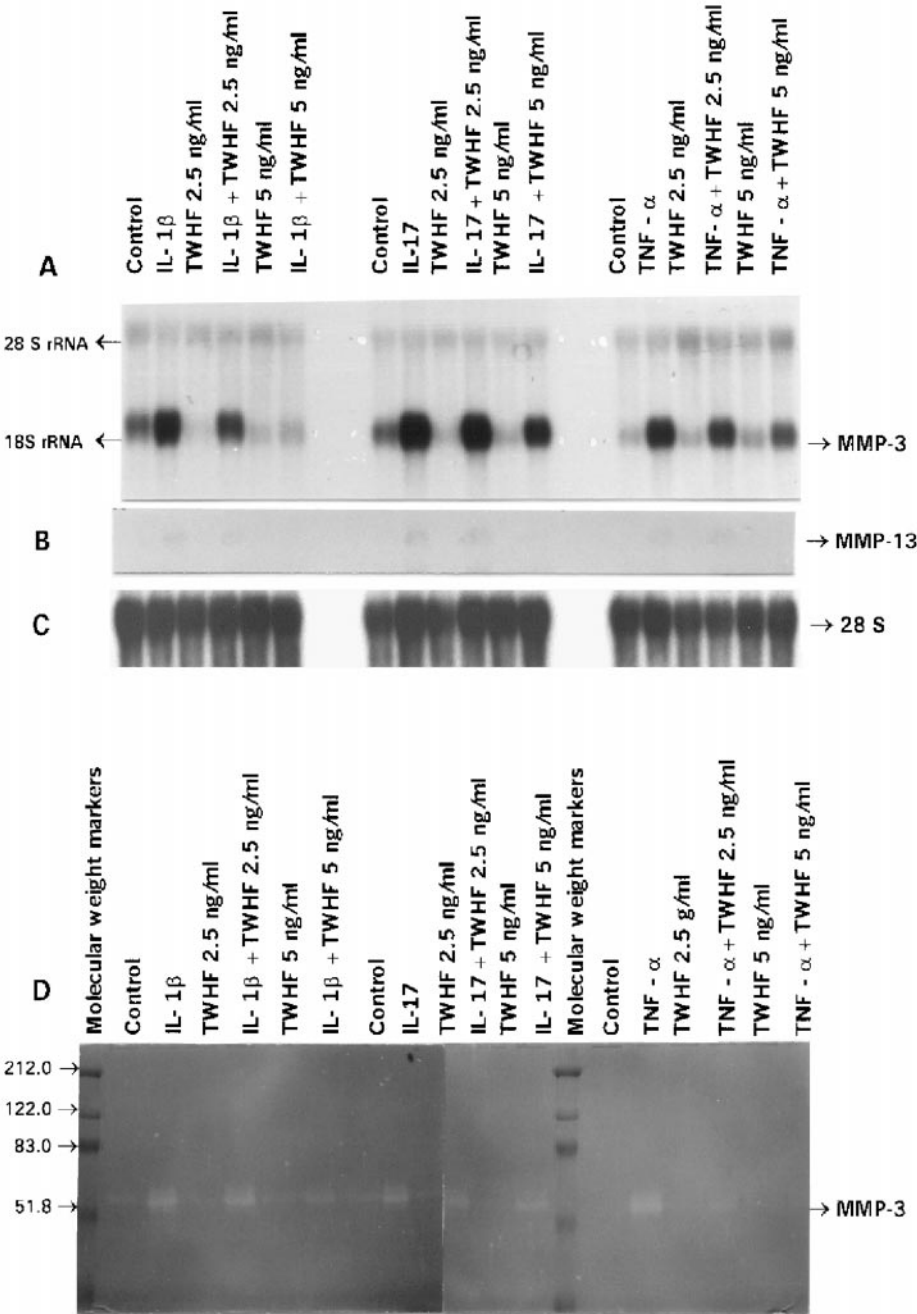 A
Control
IL- 1β
TWHF 2.5 ng/ml
IL- 1β + TWHF 2.5 ng/ml
TWHF 5 ng/ml
IL- 1β + TWHF 5 ng/ml
Control
IL-17
TWHF 2.5 ng/ml
IL-17 + TWHF 2.5 ng/ml
TWHF 5 ng/ml
IL- 17 + TWHF 5 ng/ml
Control
TNF - α
TWHF 2.5 ng/ml
TNF- α + TWHF 2.5 ng/ml
TWHF 5 ng/ml
TNF - α + TWHF 5 ng/ml
28 S rRNA ←
18S rRNA ←
→ MMP-3
B
→ MMP-13
C
→ 28 S
D
Molecular weight markers
Control
IL- 1β
TWHF 2.5 ng/ml
IL- 1β + TWHF 2.5 ng/ml
TWHF 5 ng/ml
IL- 1β + TWHF 5 ng/ml
Control
IL-17
TWHF 2.5 ng/ml
IL- 17 + TWHF 2.5 ng/ml
TWHF 5 ng/ml
IL- 17 + TWHF 5 ng/ml
Molecular weight markers
Control
TNF - α
TWHF 2.5 g/ml
TNF- α + TWHF 2.5 ng/ml
TWHF 5 ng/ml
TNF - α + TWHF 5 ng/ml
212.0 →
122.0 →
83.0 →
51.8 →
→ MMP-3